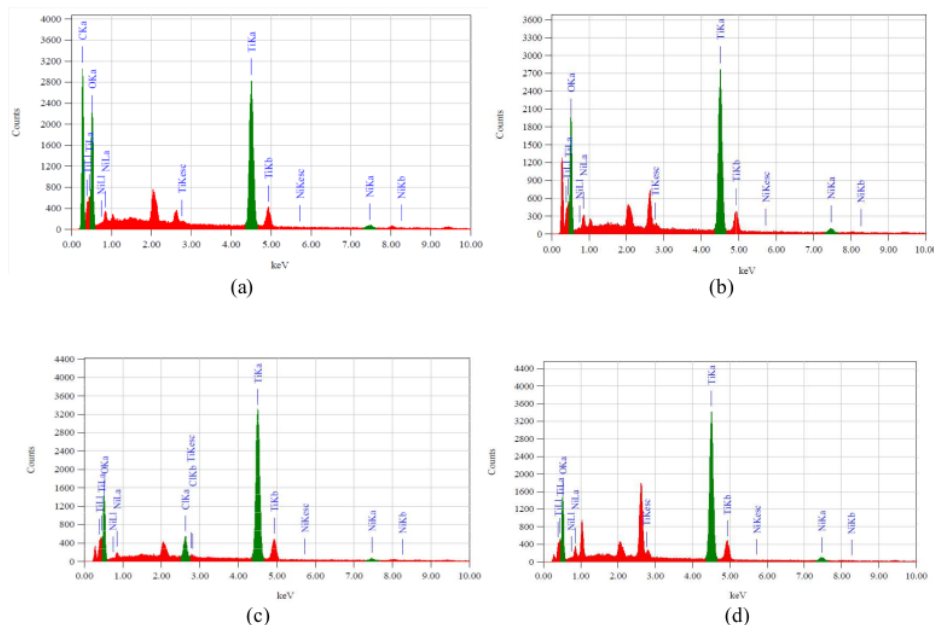 4000
3600
3200
2800
2400
2000
1600
1200
800
400
0
Counts
CKa
OKa
TiLl
TiLa
NiLl
NiLa
TiKesc
TiKa
TiKb
NiKesc
NiKa
NiKb
0.00 1.00 2.00 3.00 4.00 5.00 6.00 7.00 8.00 9.00 10.00
keV
(a)
3600
3300
3000
2700
2400
2100
1800
1500
1200
900
600
300
0
Counts
OKa
TiLl
TiLa
NiLl
NiLa
TiKesc
TiKa
TiKb
NiKesc
NiKa
NiKb
0.00 1.00 2.00 3.00 4.00 5.00 6.00 7.00 8.00 9.00 10.00
keV
(b)
4400
4000
3600
3200
2800
2400
2000
1600
1200
800
400
0
Counts
TiLl
TiLa
OKa
NiLl
NiLa
ClKa
ClKb
TiKesc
TiKa
TiKb
NiKesc
NiKa
NiKb
0.00 1.00 2.00 3.00 4.00 5.00 6.00 7.00 8.00 9.00 10.00
keV
(c)
4400
4000
3600
3200
2800
2400
2000
1600
1200
800
400
0
Counts
TiLl
TiLa
OKa
NiLl
NiLa
TiKesc
TiKa
TiKb
NiKesc
NiKa
NiKb
0.00 1.00 2.00 3.00 4.00 5.00 6.00 7.00 8.00 9.00 10.00
keV
(d)